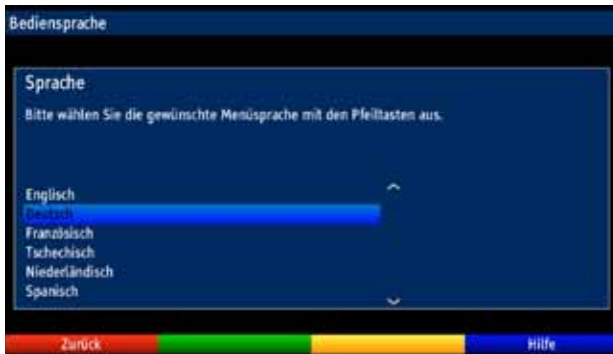 Bediensprache
Sprache
Bitte wählen Sie die gewünschte Menüsprache mit den Pfeiltasten aus.
Englisch
Deutsch
Französisch
Tschechisch
Niederländisch
Spanisch
Zurück Hilfe